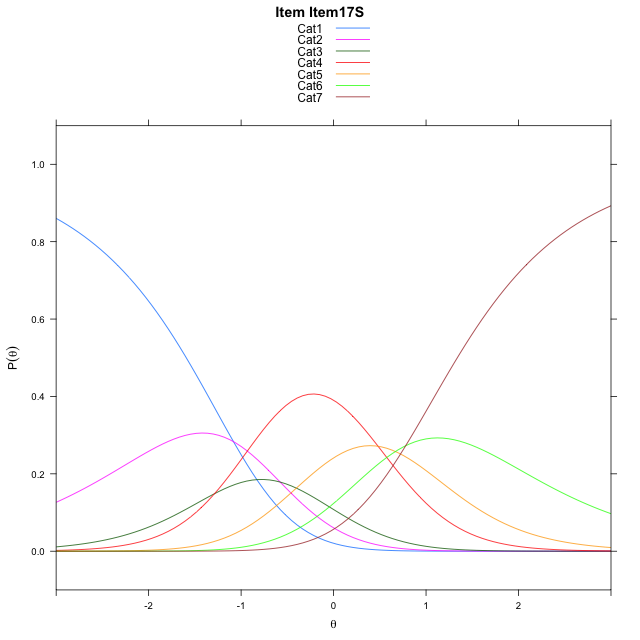 Item Item17S
Cat1
Cat2
Cat3
Cat4
Cat5
Cat6
Cat7
1.0
0.8
0.6
0.4
0.2
0.0
P(θ)
-2 -1 0 1 2
θ